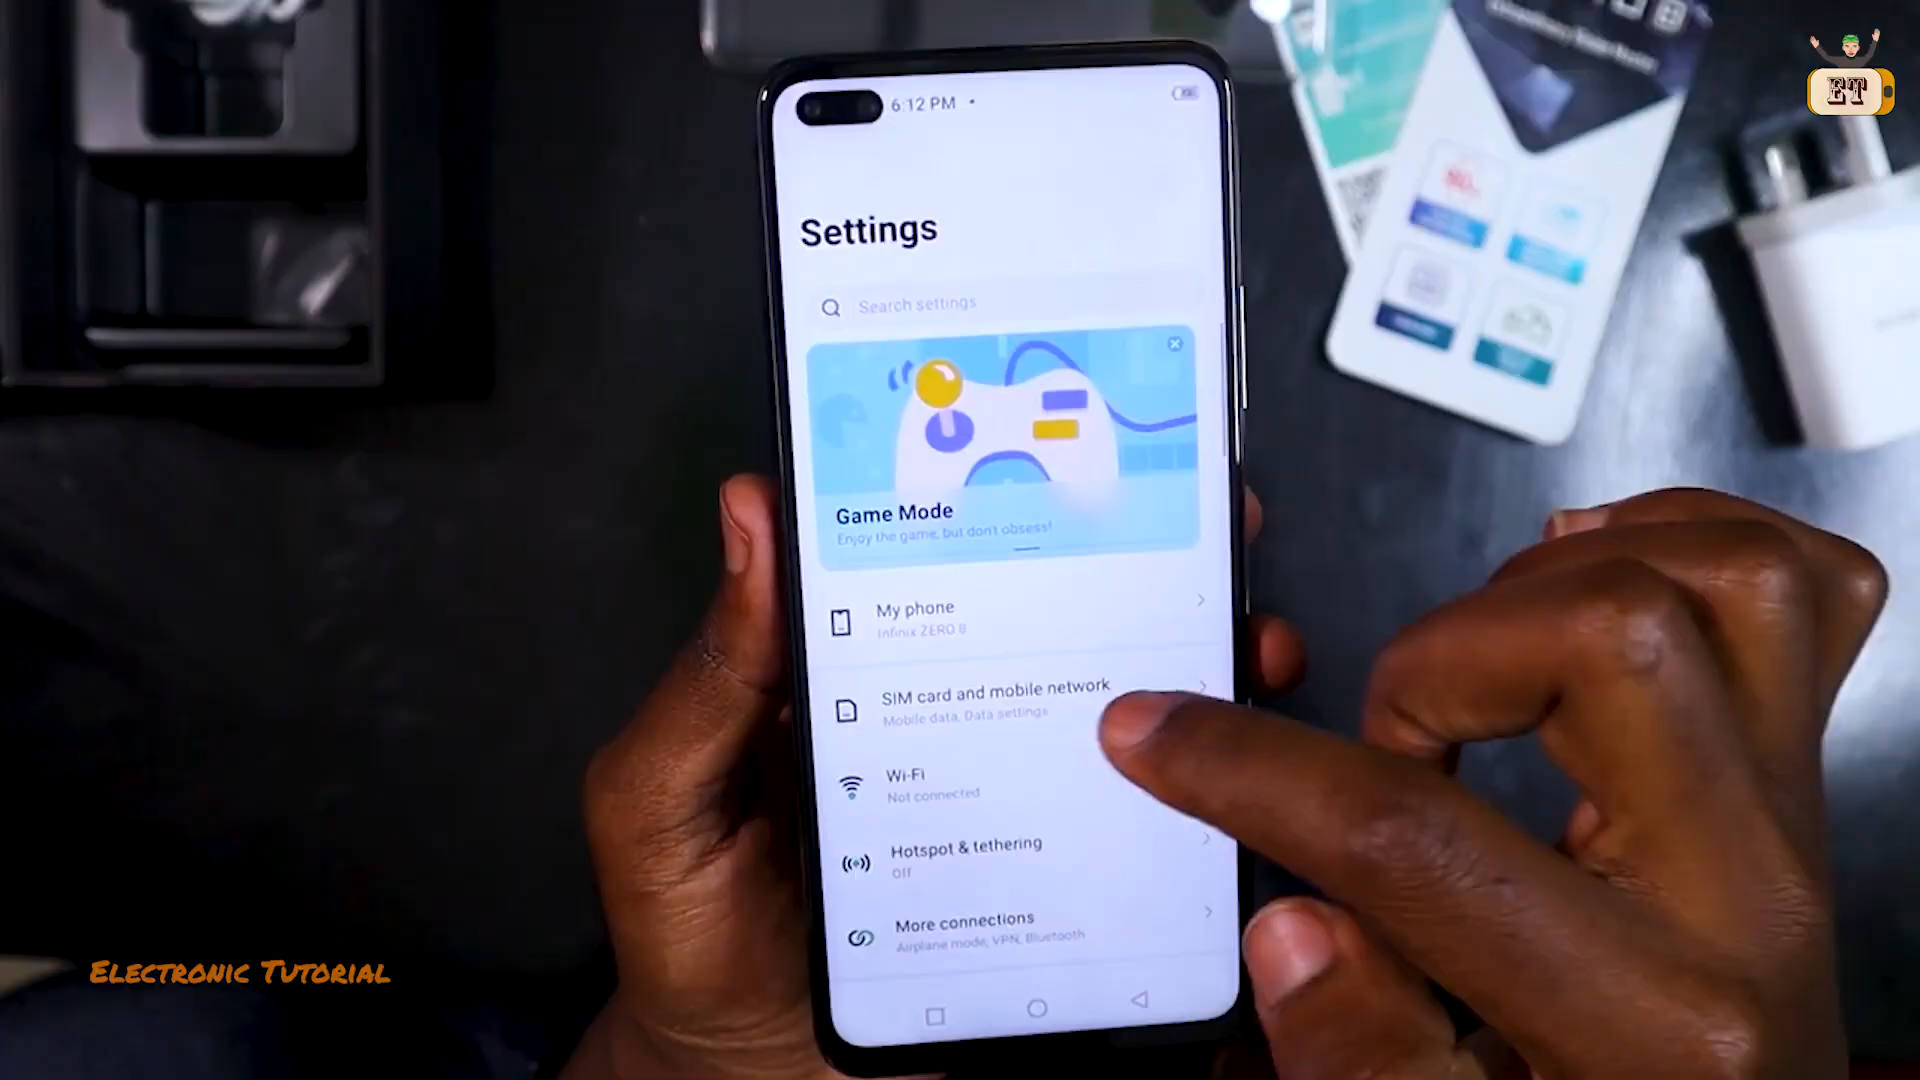 6:12 PM
ET
Settings
Search settings
Game Mode
Enjoy the game, but don't obsess!
My phone
Infinix ZERO 8
SIM card and mobile network
Mobile data, Data settings
Wi-Fi
Not connected
Hotspot & tethering
Off
More connections
Airplane mode, VPN, Bluetooth
Electronic Tutorial